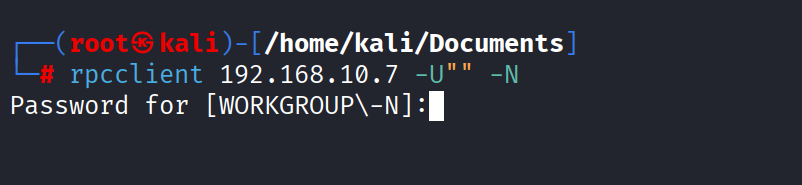 ┌──(root㉿kali)-[/home/kali/Documents]
└─# rpcclient 192.168.10.7 -U"" -N
Password for [WORKGROUP\-N]: